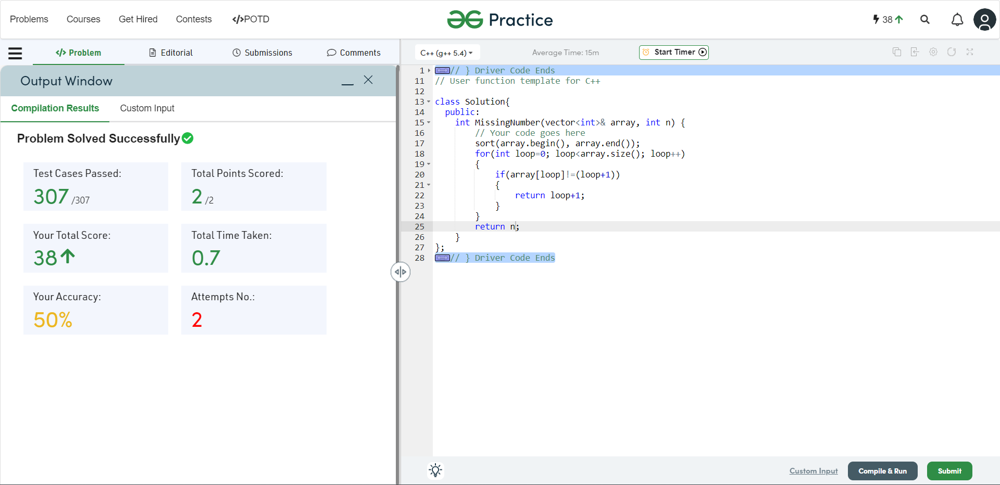 Problems Courses Get Hired Contests </>POTD
Practice
38
Problem Editorial Submissions Comments
Output Window
Compilation Results Custom Input
Problem Solved Successfully
Test Cases Passed: Total Points Scored:
307 /307 2 /2
Your Total Score: Total Time Taken:
38 0.7
Your Accuracy: Attempts No.:
50% 2
C++ (g++ 5.4) Average Time: 15m Start Timer
1 // } Driver Code Ends
11 // User function template for C++
12
13 class Solution{
14   public:
15     int MissingNumber(vector<int>& array, int n) {
16         // Your code goes here
17         sort(array.begin(), array.end());
18         for(int loop=0; loop<array.size(); loop++)
19         {
20             if(array[loop]!=(loop+1))
21             {
22                 return loop+1;
23             }
24         }
25         return n;
26     }
27 };
28 // } Driver Code Ends
Custom Input Compile & Run Submit